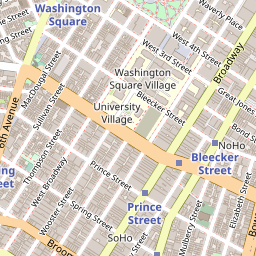 Washington
Square
Waverly Place
West 4th Street
West 3rd Street
Broadway
MacDougal Street
Washington
Square Village
Bleecker Street
Great Jones
Sullivan Street
University
Village
Bond
NoHo
Thompson Street
Bleecker
Street
West Broadway
Prince Street
Elizabeth Street
Wooster Street
Spring Street
Prince
Street
Mulberry Street
SoHo
Broom